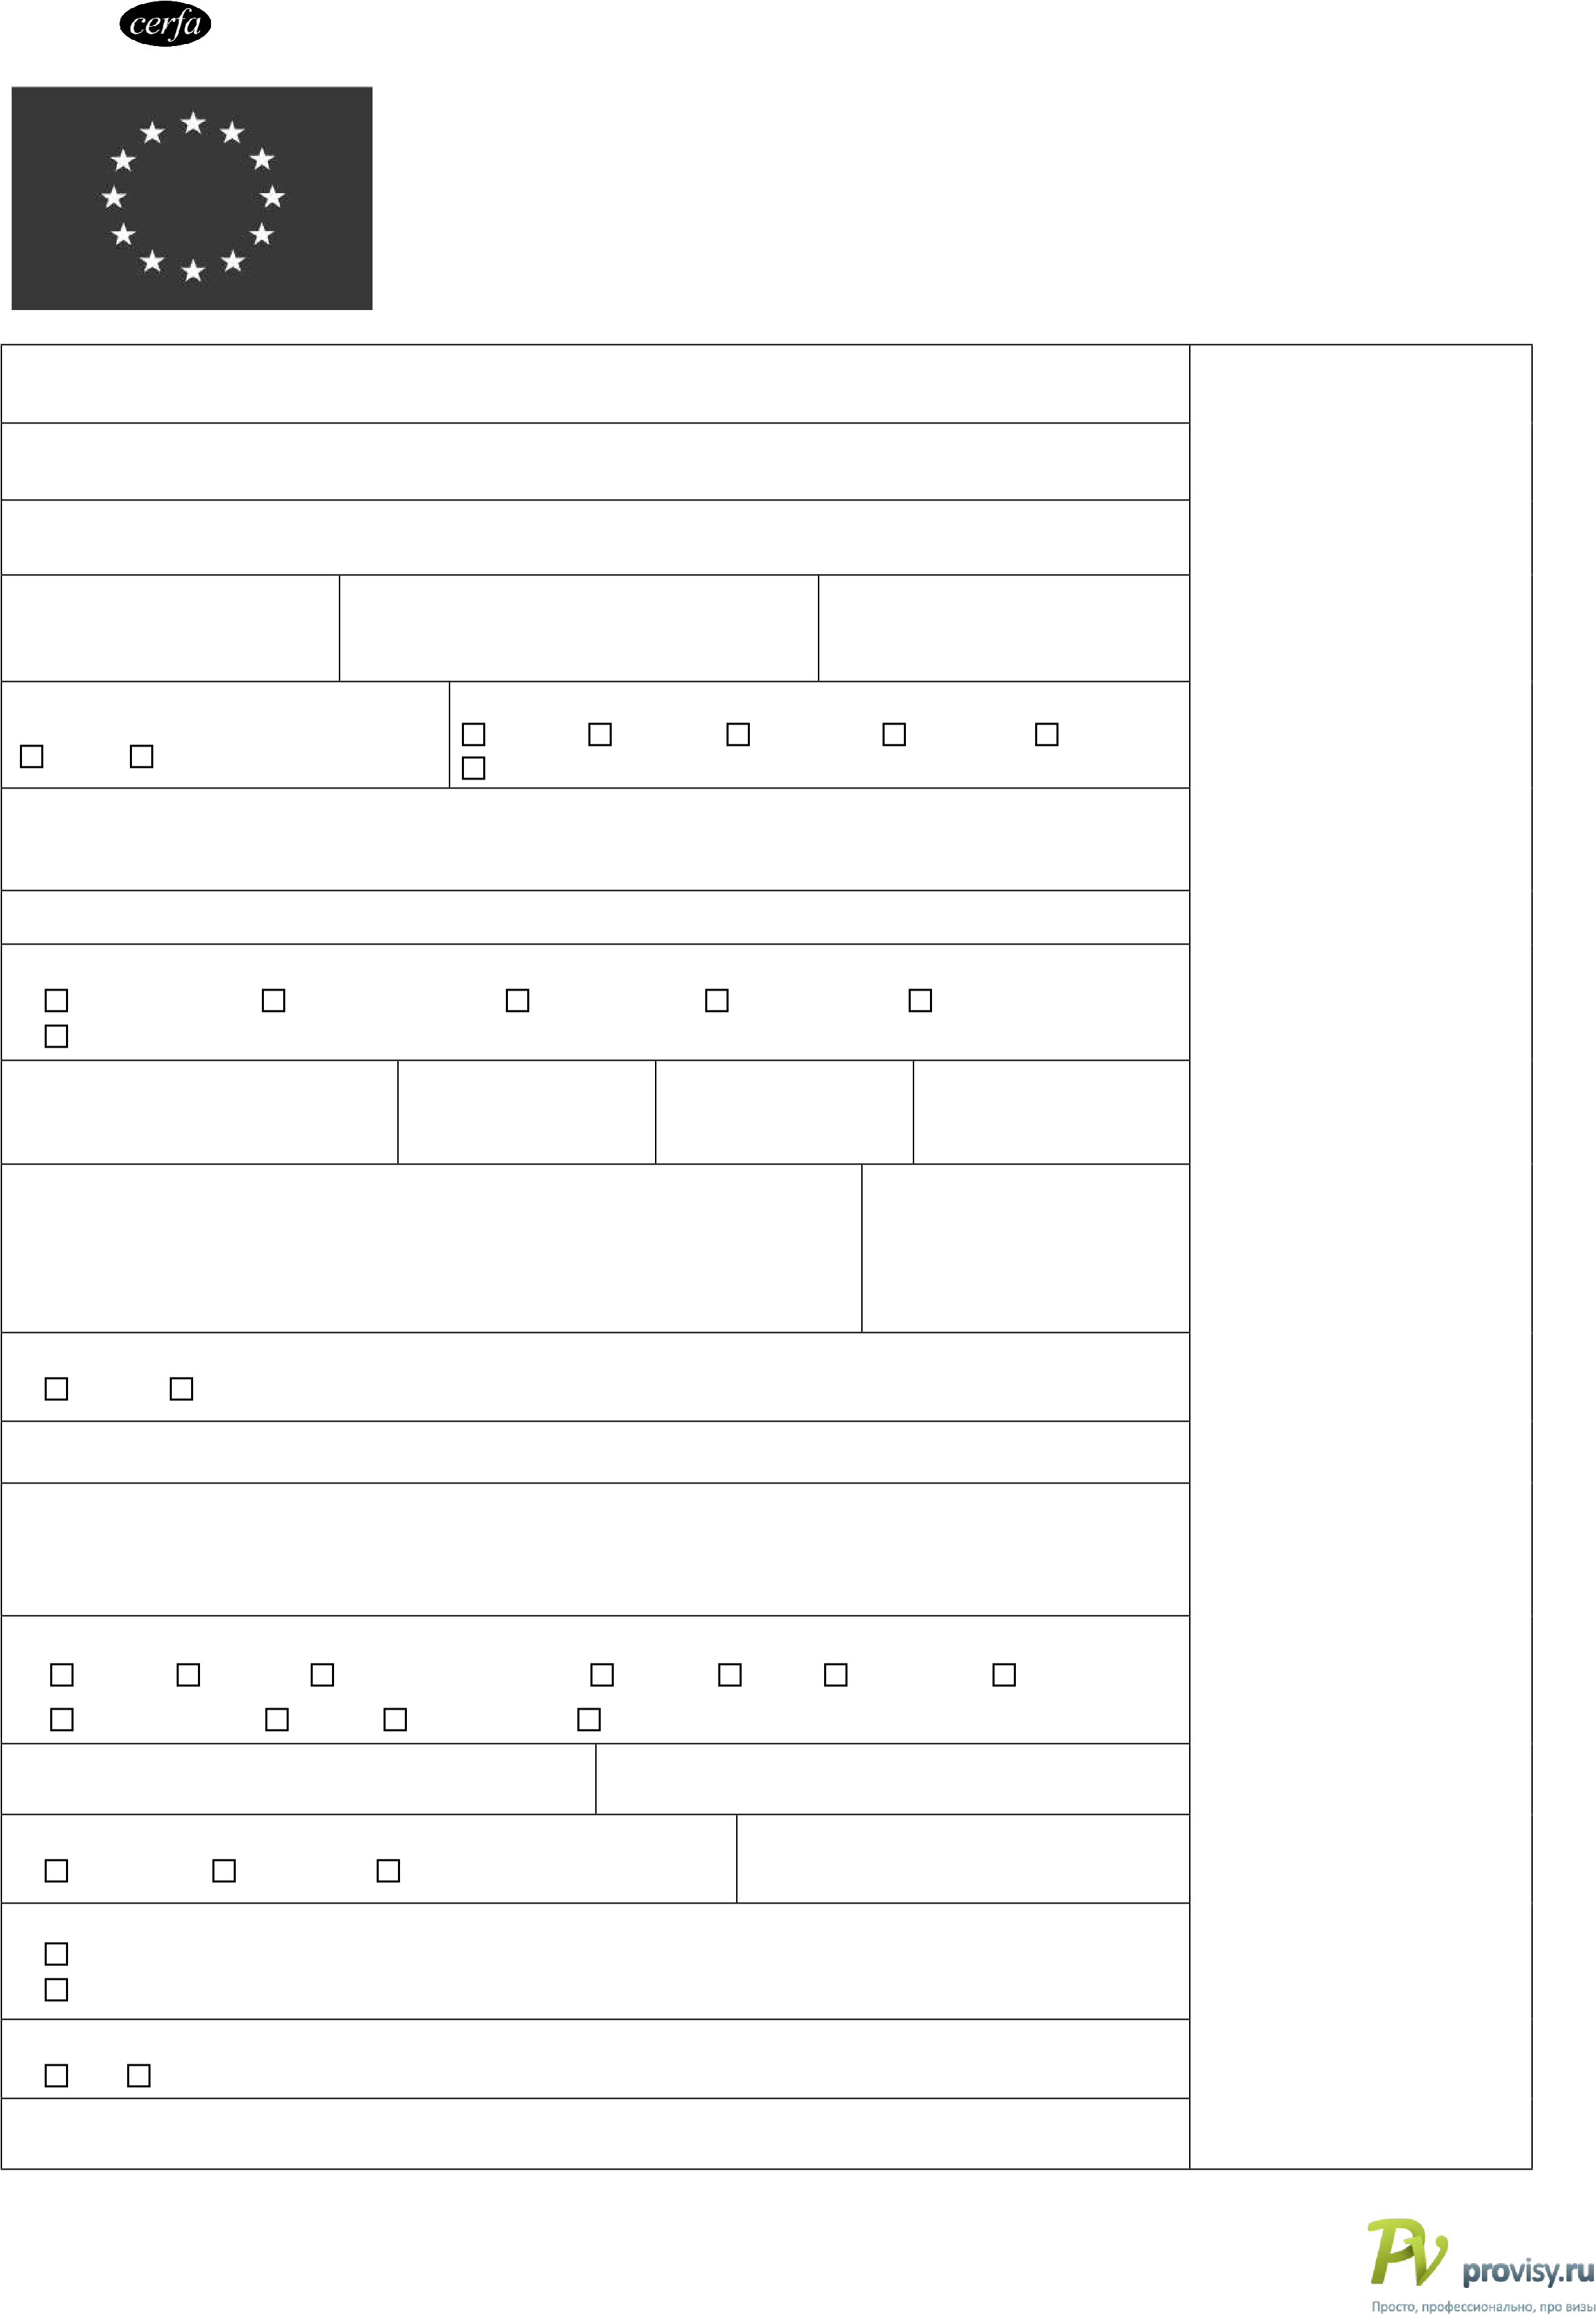 cerfa
provisy.ru
Просто, профессионально, про визы